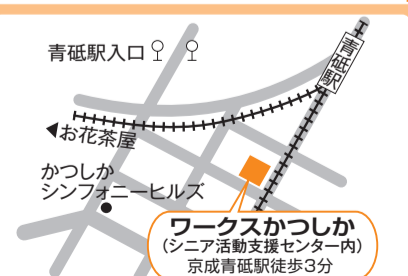 青砥駅入口
青砥駅
◀お花茶屋
かつしか
シンフォニーヒルズ
ワークスかつしか
(シニア活動支援センター内)
京成青砥駅徒歩3分